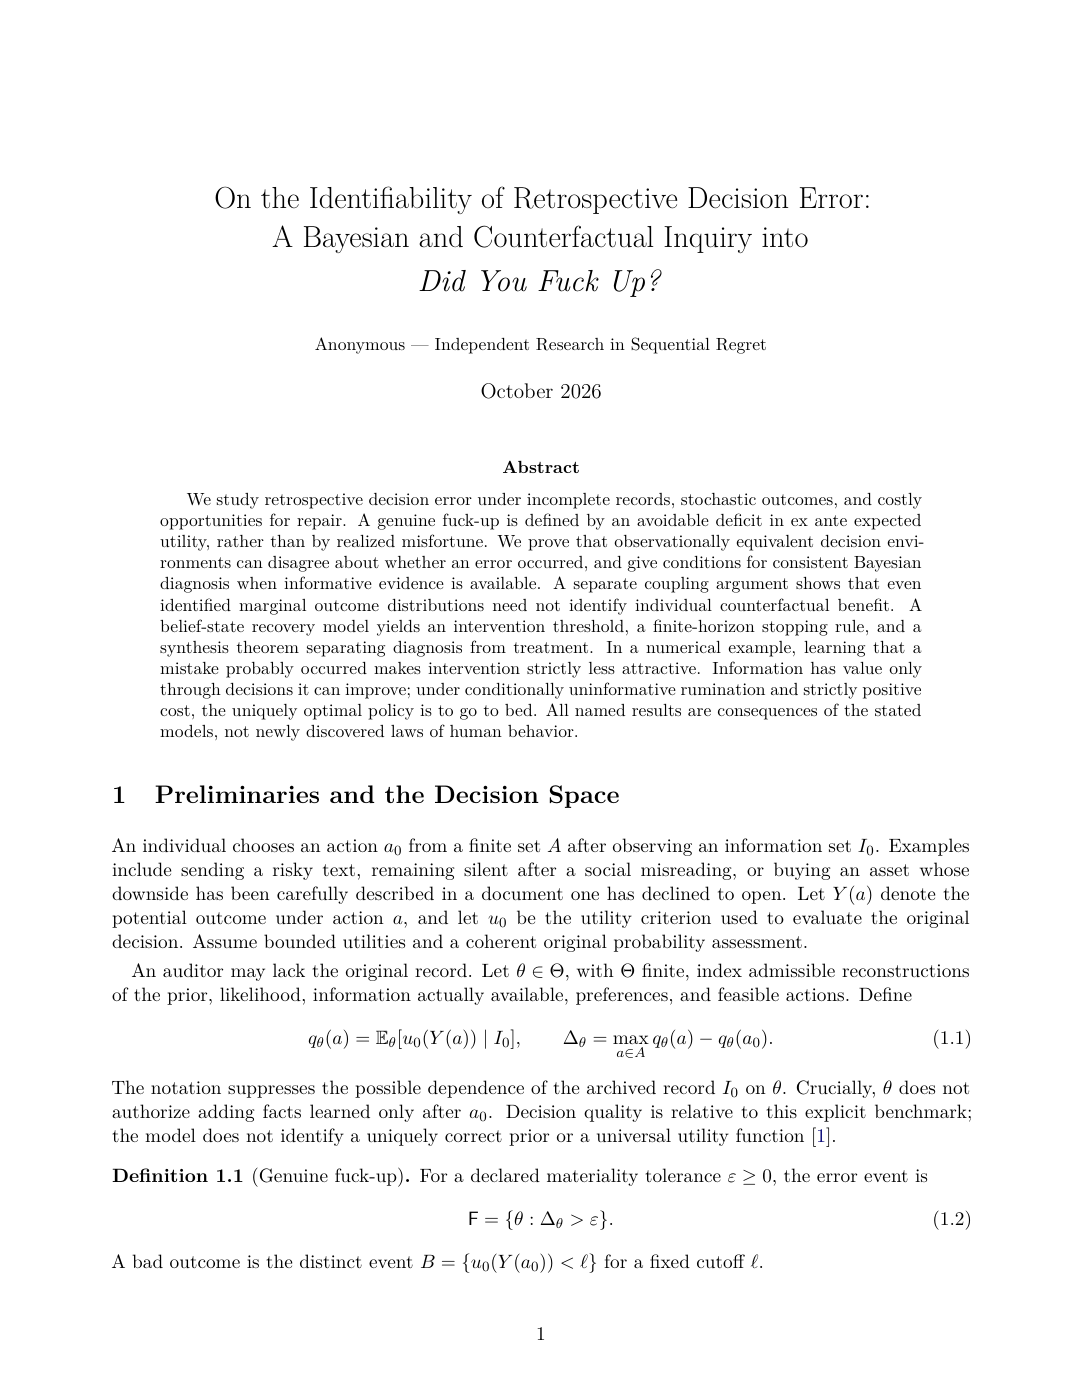 On the Identifiability of Retrospective Decision Error:
A Bayesian and Counterfactual Inquiry into
Did You Fuck Up?
Anonymous — Independent Research in Sequential Regret
October 2026
Abstract
We study retrospective decision error under incomplete records, stochastic outcomes, and costly
opportunities for repair. A genuine fuck-up is defined by an avoidable deficit in ex ante expected
utility, rather than by realized misfortune. We prove that observationally equivalent decision envi-
ronments can disagree about whether an error occurred, and give conditions for consistent Bayesian
diagnosis when informative evidence is available. A separate coupling argument shows that even
identified marginal outcome distributions need not identify individual counterfactual benefit. A
belief-state recovery model yields an intervention threshold, a finite-horizon stopping rule, and a
synthesis theorem separating diagnosis from treatment. In a numerical example, learning that a
mistake probably occurred makes intervention strictly less attractive. Information has value only
through decisions it can improve; under conditionally uninformative rumination and strictly positive
cost, the uniquely optimal policy is to go to bed. All named results are consequences of the stated
models, not newly discovered laws of human behavior.
1 Preliminaries and the Decision Space
An individual chooses an action a₀ from a finite set A after observing an information set I₀. Examples
include sending a risky text, remaining silent after a social misreading, or buying an asset whose
downside has been carefully described in a document one has declined to open. Let Y(a) denote the
potential outcome under action a, and let u₀ be the utility criterion used to evaluate the original
decision. Assume bounded utilities and a coherent original probability assessment.
An auditor may lack the original record. Let θ ∈ Θ, with Θ finite, index admissible reconstructions
of the prior, likelihood, information actually available, preferences, and feasible actions. Define
q_θ(a) = 𝔼_θ[u₀(Y(a)) | I₀], Δ_θ = max_{a∈A} q_θ(a) − q_θ(a₀). (1.1)
The notation suppresses the possible dependence of the archived record I₀ on θ. Crucially, θ does not
authorize adding facts learned only after a₀. Decision quality is relative to this explicit benchmark;
the model does not identify a uniquely correct prior or a universal utility function [1].
Definition 1.1 (Genuine fuck-up). For a declared materiality tolerance ε ≥ 0, the error event is
F = {θ : Δ_θ > ε}. (1.2)
A bad outcome is the distinct event B = {u₀(Y(a₀)) < ℓ} for a fixed cutoff ℓ.
1